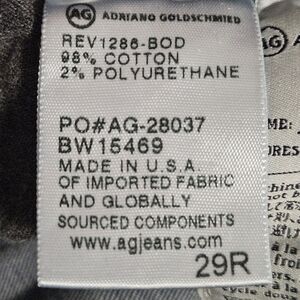 AG ADRIANO GOLDSCHMIED
REV1286-BOD
98% COTTON
2% POLYURETHANE
PO#AG-28037
BW15469
MADE IN U.S.A.
OF IMPORTED FABRIC
AND GLOBALLY
SOURCED COMPONENTS
www.agjeans.com
29R
AG